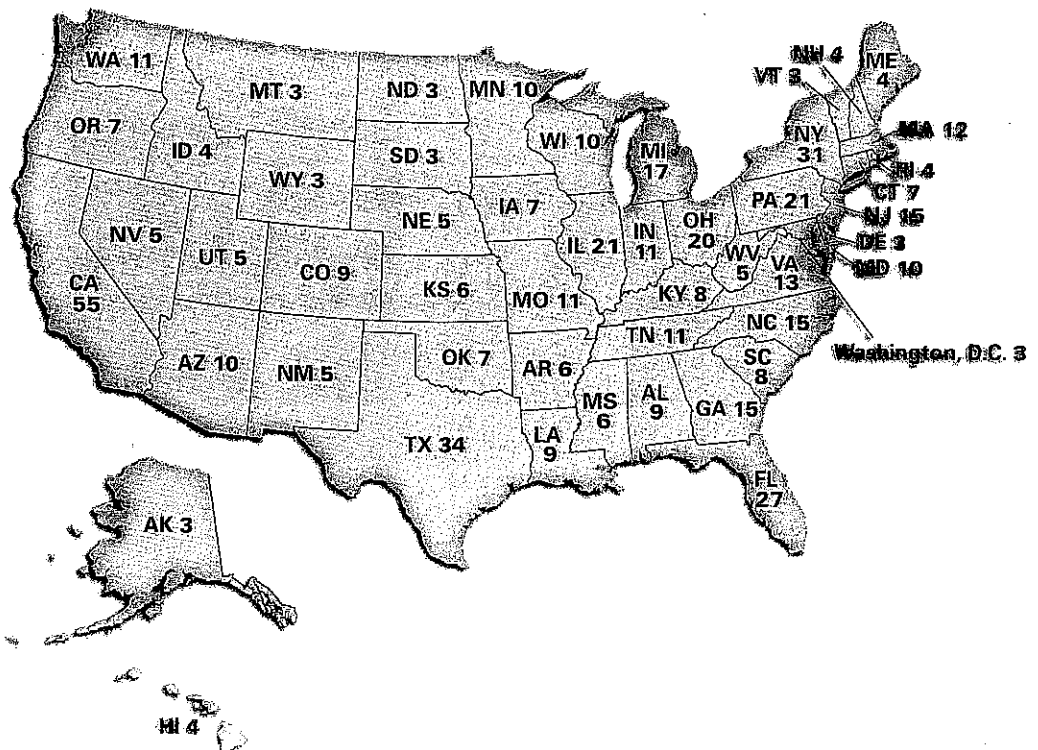 WA 11
MT 3
ND 3
MN 10
NH 4
VT 3
ME
4
OR 7
ID 4
WY 3
SD 3
WI 10
MI
17
NY
31
MA 12
RI 4
CT 7
NJ 15
DE 3
MD 10
NV 5
UT 5
CO 9
NE 5
IA 7
IL 21
IN
11
OH
20
PA 21
WV
5
VA
13
CA
55
KS 6
MO 11
KY 8
NC 15
TN 11
SC
8
Washington, D.C. 3
AZ 10
NM 5
OK 7
AR 6
MS
6
AL
9
GA 15
TX 34
LA
9
FL
27
AK 3
HI 4